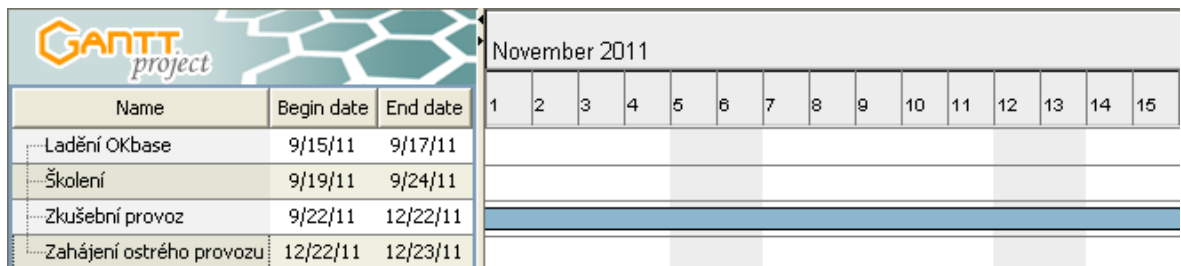 GANTT
project
November 2011
Name Begin date End date 1 2 3 4 5 6 7 8 9 10 11 12 13 14 15
Ladění OKbase 9/15/11 9/17/11
Školení 9/19/11 9/24/11
Zkušební provoz 9/22/11 12/22/11
Zahájení ostrého provozu 12/22/11 12/23/11